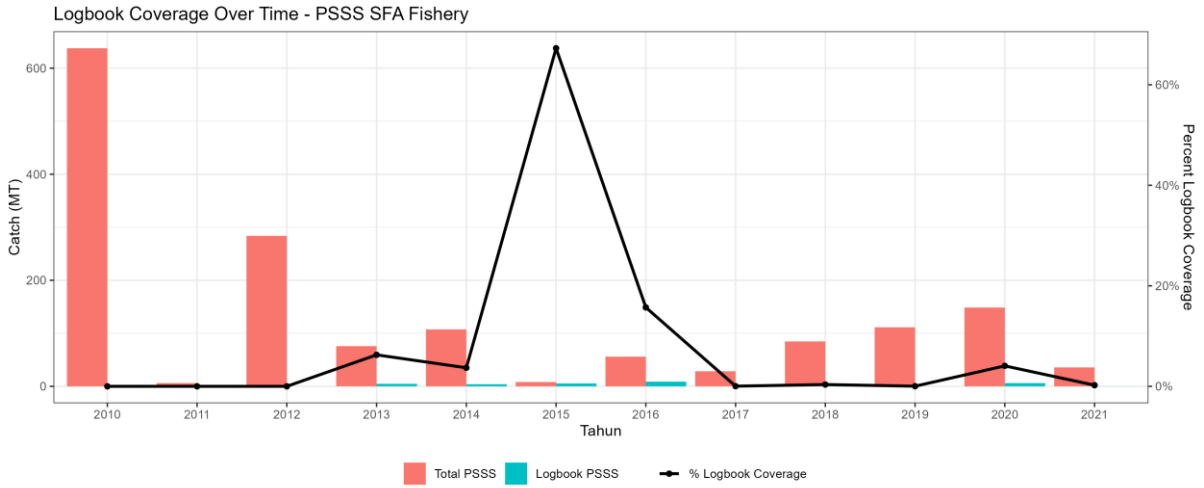 Logbook Coverage Over Time - PSSS SFA Fishery
Catch (MT)
600
400
200
0
60%
40%
20%
0%
Percent Logbook Coverage
2010 2011 2012 2013 2014 2015 2016 2017 2018 2019 2020 2021
Tahun
Total PSSS Logbook PSSS % Logbook Coverage